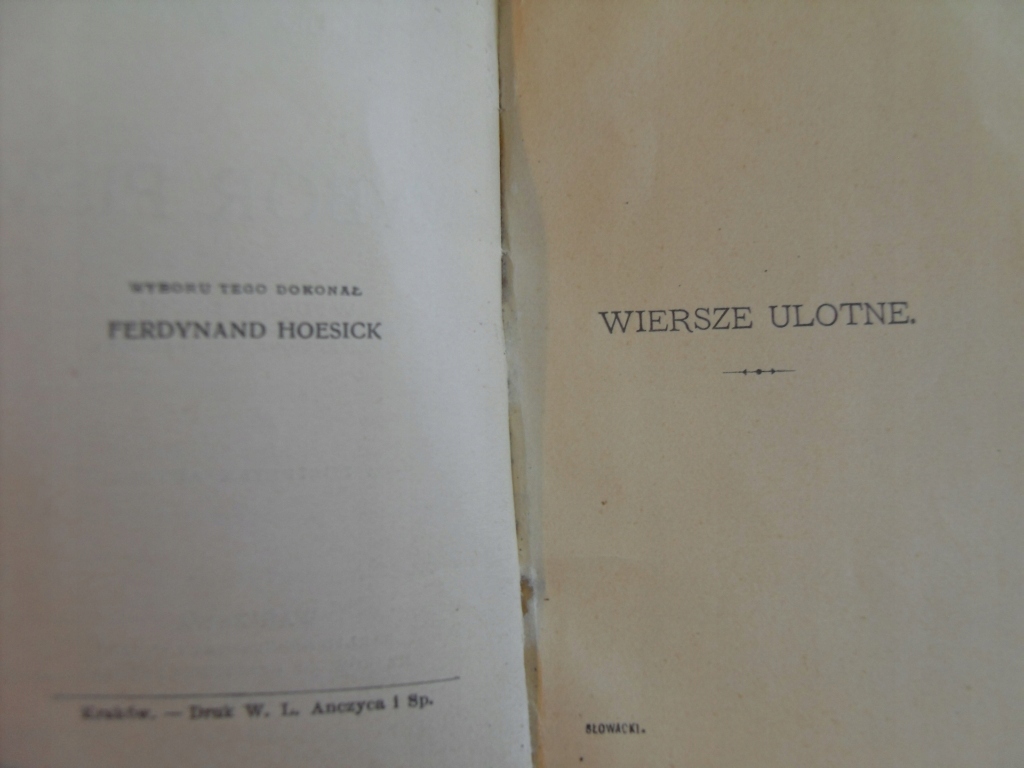 WYBORU TEGO DOKONAŁ
FERDYNAND HOESICK
Kraków. — Druk W. L. Anczyca i Sp.
WIERSZE ULOTNE.
SŁOWACKI.